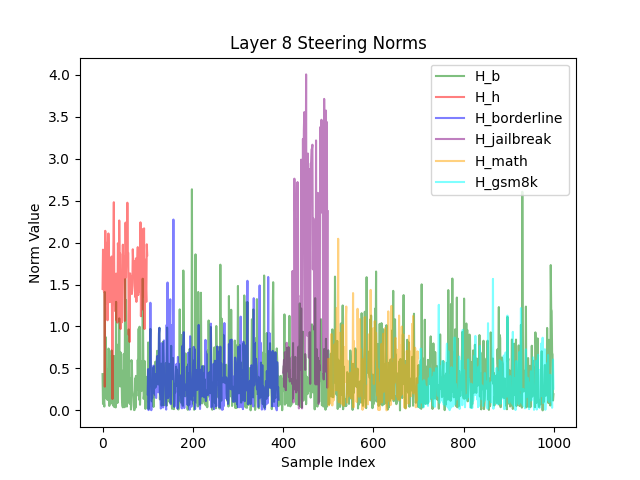 Layer 8 Steering Norms
Norm Value
4.0
3.5
3.0
2.5
2.0
1.5
1.0
0.5
0.0
H_b
H_h
H_borderline
H_jailbreak
H_math
H_gsm8k
0
200
400
600
800
1000
Sample Index